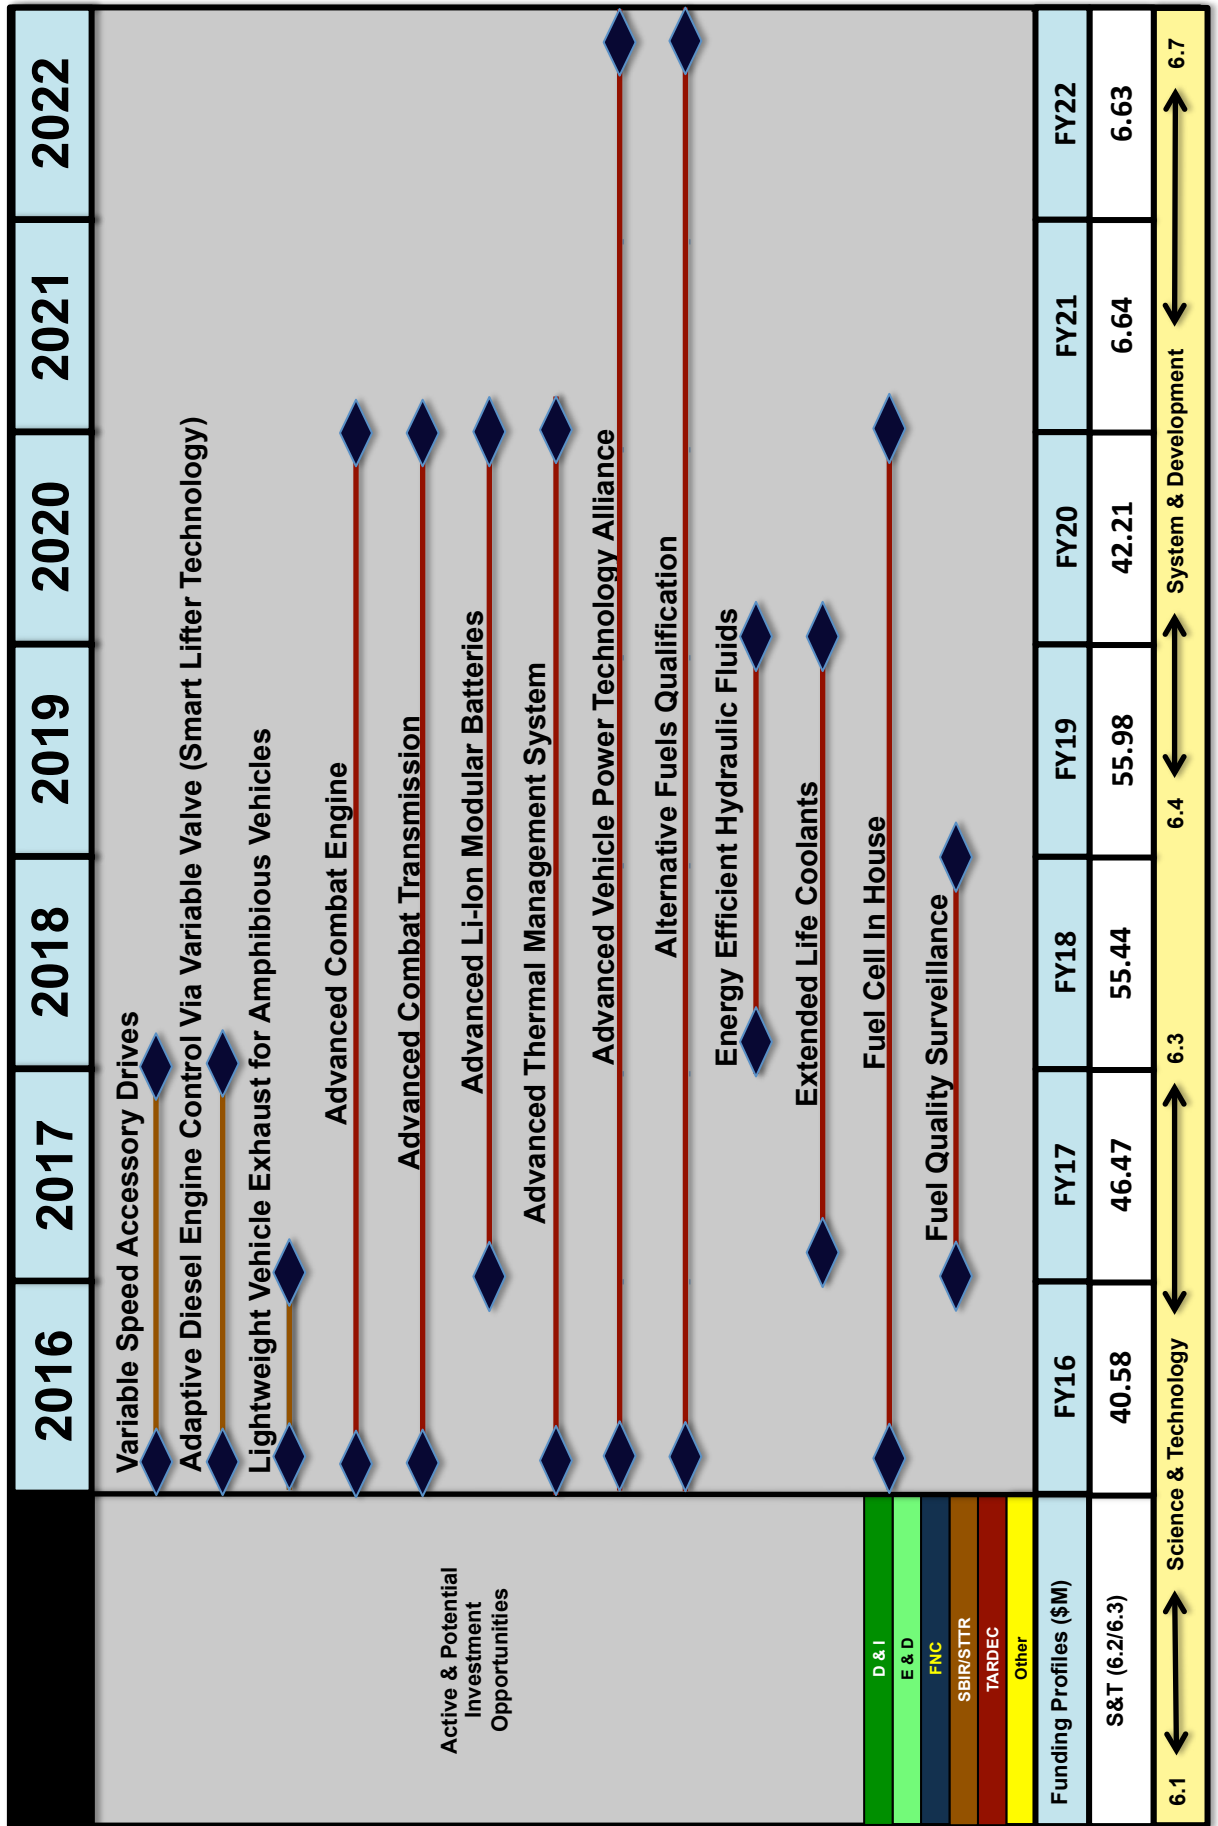 2016 2017 2018 2019 2020 2021 2022
Active & Potential
Investment
Opportunities
Variable Speed Accessory Drives
Adaptive Diesel Engine Control Via Variable Valve (Smart Lifter Technology)
Lightweight Vehicle Exhaust for Amphibious Vehicles
Advanced Combat Engine
Advanced Combat Transmission
Advanced Li-Ion Modular Batteries
Advanced Thermal Management System
Advanced Vehicle Power Technology Alliance
Alternative Fuels Qualification
Energy Efficient Hydraulic Fluids
Extended Life Coolants
Fuel Cell In House
Fuel Quality Surveillance
D & I
E & D
FNC
SBIR/STTR
TARDEC
Other
Funding Profiles ($M) FY16 FY17 FY18 FY19 FY20 FY21 FY22
S&T (6.2/6.3) 40.58 46.47 55.44 55.98 42.21 6.64 6.63
6.1 Science & Technology 6.3 6.4 System & Development 6.7